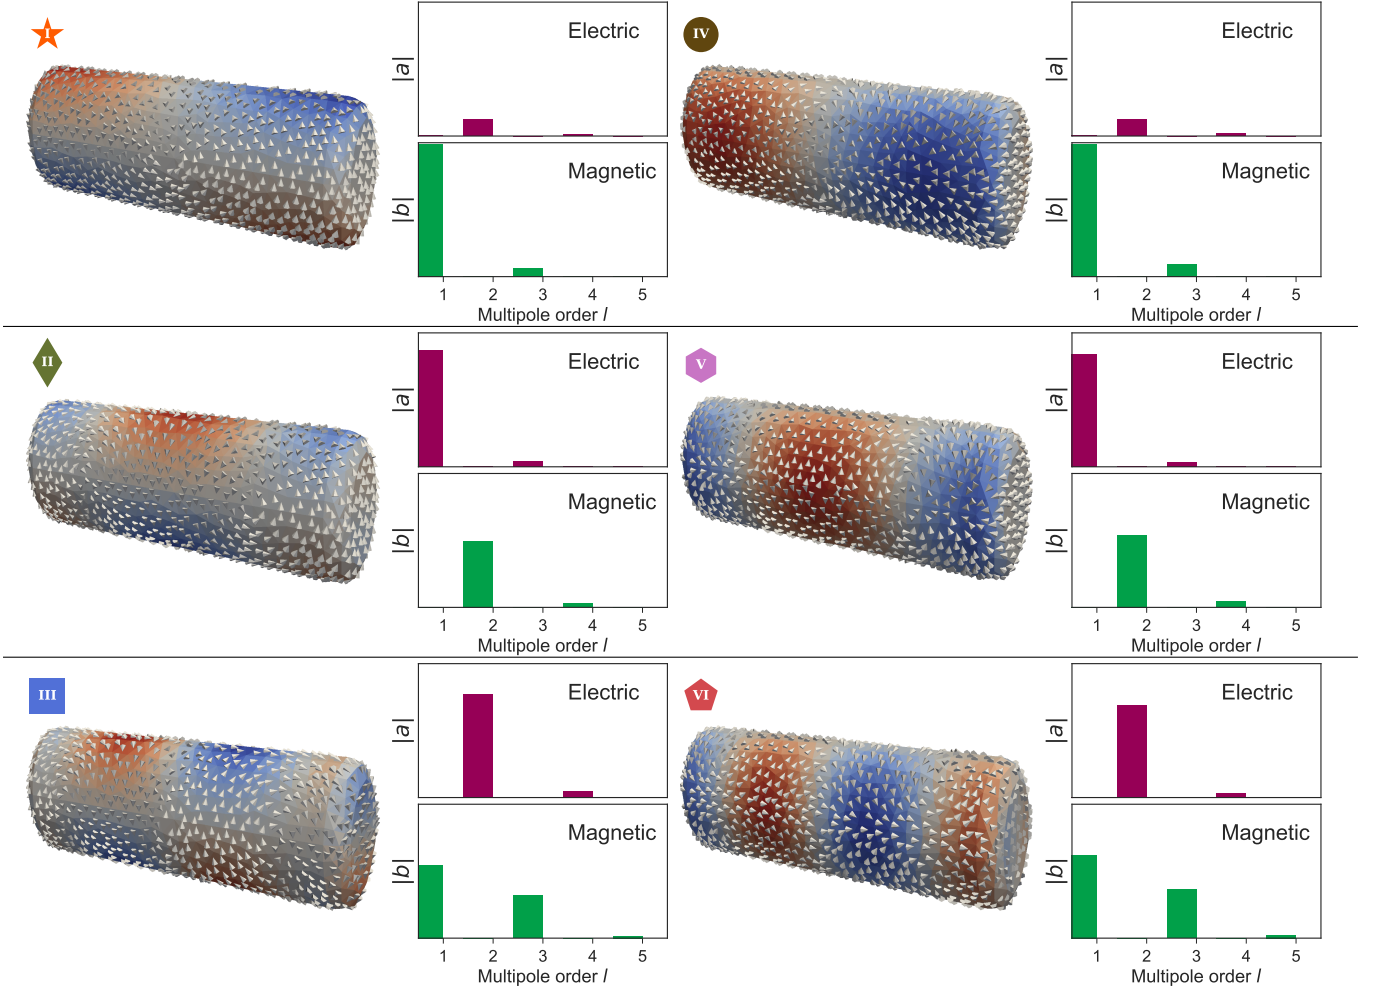 I
Electric
|a|
Magnetic
|b|
1 2 3 4 5
Multipole order l
IV
Electric
|a|
Magnetic
|b|
1 2 3 4 5
Multipole order l
II
Electric
|a|
Magnetic
|b|
1 2 3 4 5
Multipole order l
V
Electric
|a|
Magnetic
|b|
1 2 3 4 5
Multipole order l
III
Electric
|a|
Magnetic
|b|
1 2 3 4 5
Multipole order l
VI
Electric
|a|
Magnetic
|b|
1 2 3 4 5
Multipole order l